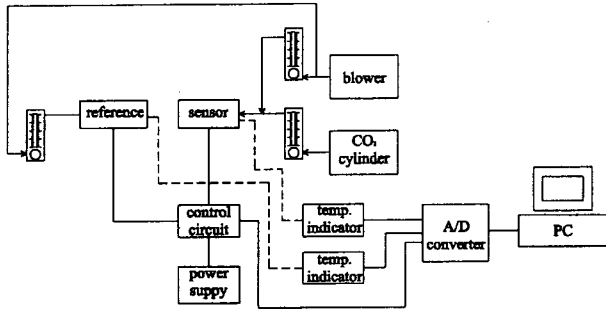 blower
reference
sensor
CO₂
cylinder
control
circuit
temp.
indicator
A/D
converter
PC
temp.
indicator
power
suppy